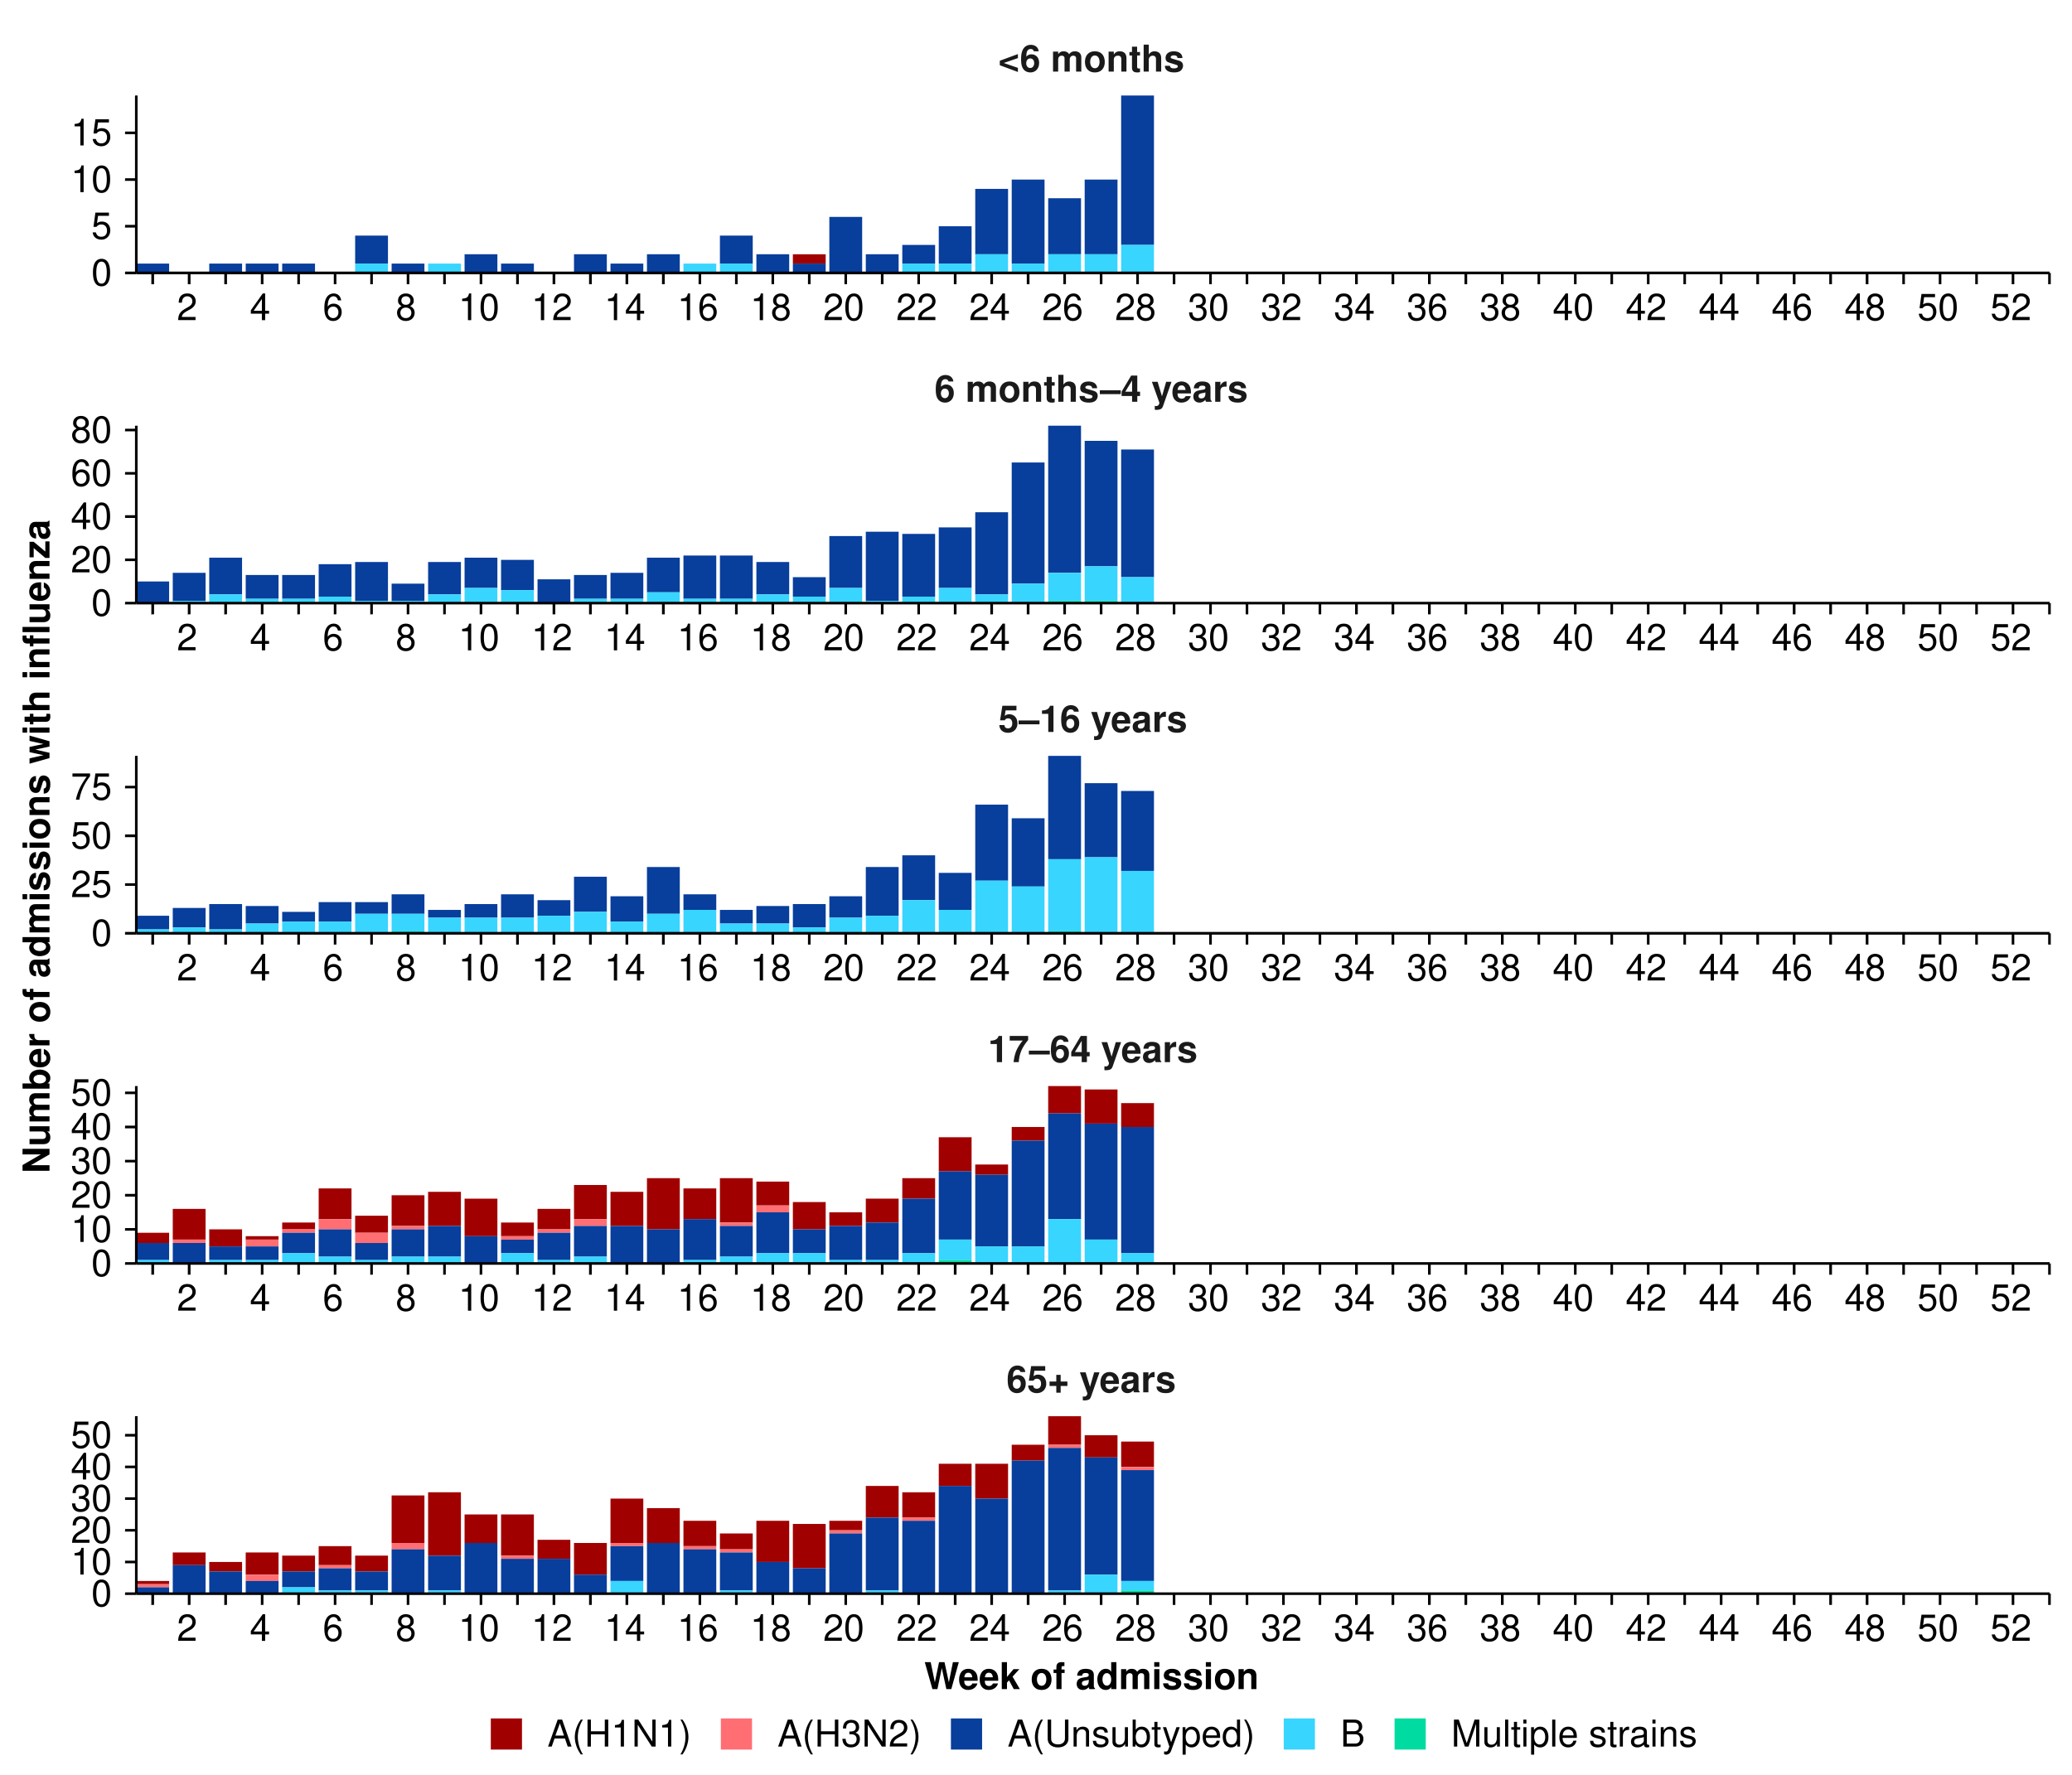 <6 months
15
10
5
0
2 4 6 8 10 12 14 16 18 20 22 24 26 28 30 32 34 36 38 40 42 44 46 48 50 52
6 months–4 years
80
60
40
20
0
2 4 6 8 10 12 14 16 18 20 22 24 26 28 30 32 34 36 38 40 42 44 46 48 50 52
5–16 years
75
50
25
0
2 4 6 8 10 12 14 16 18 20 22 24 26 28 30 32 34 36 38 40 42 44 46 48 50 52
17–64 years
50
40
30
20
10
0
2 4 6 8 10 12 14 16 18 20 22 24 26 28 30 32 34 36 38 40 42 44 46 48 50 52
65+ years
50
40
30
20
10
0
2 4 6 8 10 12 14 16 18 20 22 24 26 28 30 32 34 36 38 40 42 44 46 48 50 52
Number of admissions with influenza
Week of admission
A(H1N1) A(H3N2) A(Unsubtyped) B Multiple strains